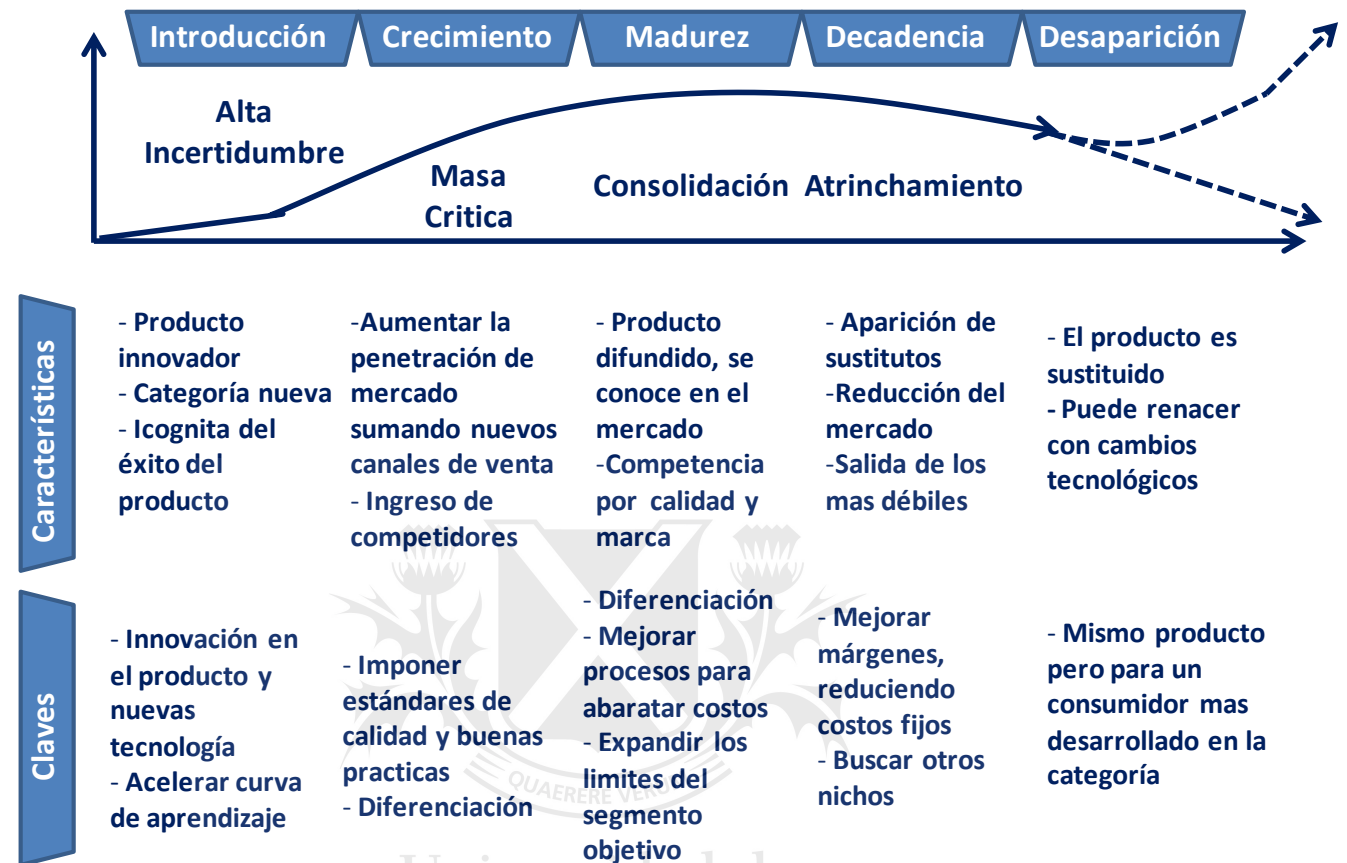 Introducción
Crecimiento
Madurez
Decadencia
Desaparición
Alta
Incertidumbre
Masa
Critica
Consolidación
Atrinchamiento
Características
- Producto
innovador
- Categoría nueva
- Icognita del
éxito del
producto
-Aumentar la
penetración de
mercado
sumando nuevos
canales de venta
- Ingreso de
competidores
- Producto
difundido, se
conoce en el
mercado
-Competencia
por calidad y
marca
- Aparición de
sustitutos
-Reducción del
mercado
-Salida de los
mas débiles
- El producto es
sustituido
- Puede renacer
con cambios
tecnológicos
Claves
- Innovación en
el producto y
nuevas
tecnología
- Acelerar curva
de aprendizaje
- Imponer
estándares de
calidad y buenas
practicas
- Diferenciación
- Diferenciación
- Mejorar
procesos para
abaratar costos
- Expandir los
limites del
segmento
objetivo
- Mejorar
márgenes,
reduciendo
costos fijos
- Buscar otros
nichos
- Mismo producto
pero para un
consumidor mas
desarrollado en la
categoría
QUAERERE